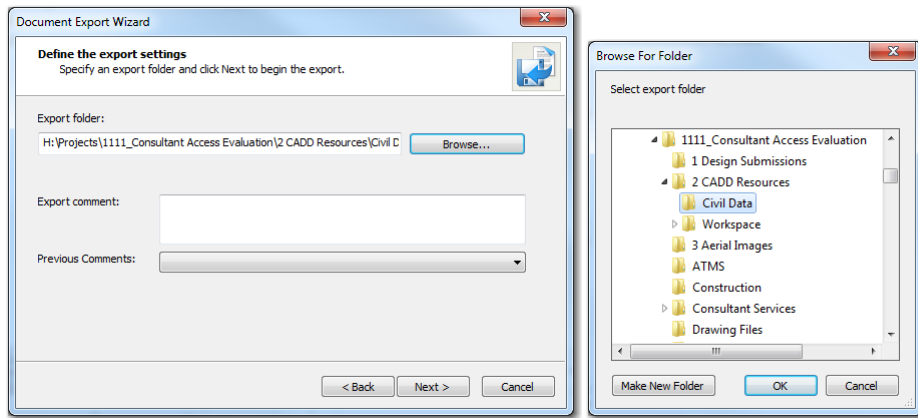 Document Export Wizard
Define the export settings
Specify an export folder and click Next to begin the export.
Export folder:
H:\Projects\1111_Consultant Access Evaluation\2 CADD Resources\Civil D
Browse...
Export comment:
Previous Comments:
< Back
Next >
Cancel
Browse For Folder
Select export folder
1111_Consultant Access Evaluation
1 Design Submissions
2 CADD Resources
Civil Data
Workspace
3 Aerial Images
ATMS
Construction
Consultant Services
Drawing Files
Make New Folder
OK
Cancel